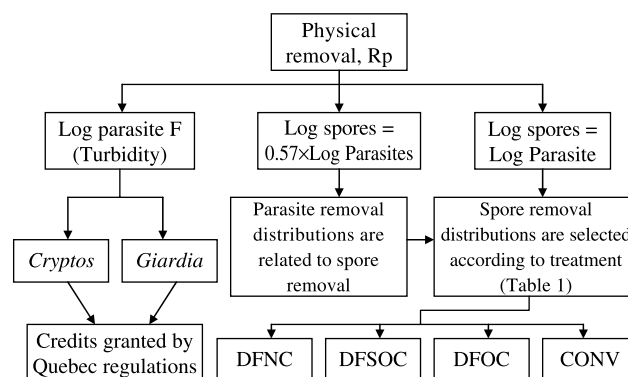 Physical
removal, Rp
Log parasite F
(Turbidity)
Log spores =
0.57×Log Parasites
Log spores =
Log Parasite
Parasite removal
distributions are
related to spore
removal
Spore removal
distributions are selected
according to treatment
(Table 1)
Cryptos
Giardia
Credits granted by
Quebec regulations
DFNC
DFSOC
DFOC
CONV